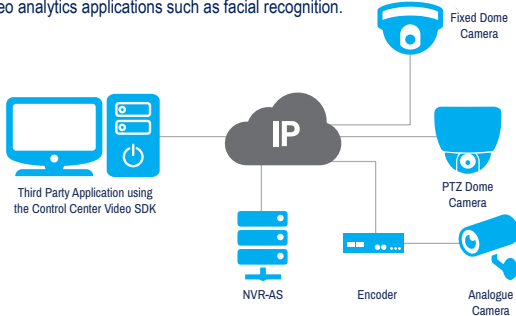 eo analytics applications such as facial recognition.
Fixed Dome
Camera
IP
Third Party Application using
the Control Center Video SDK
PTZ Dome
Camera
NVR-AS
Encoder
Analogue
Camera